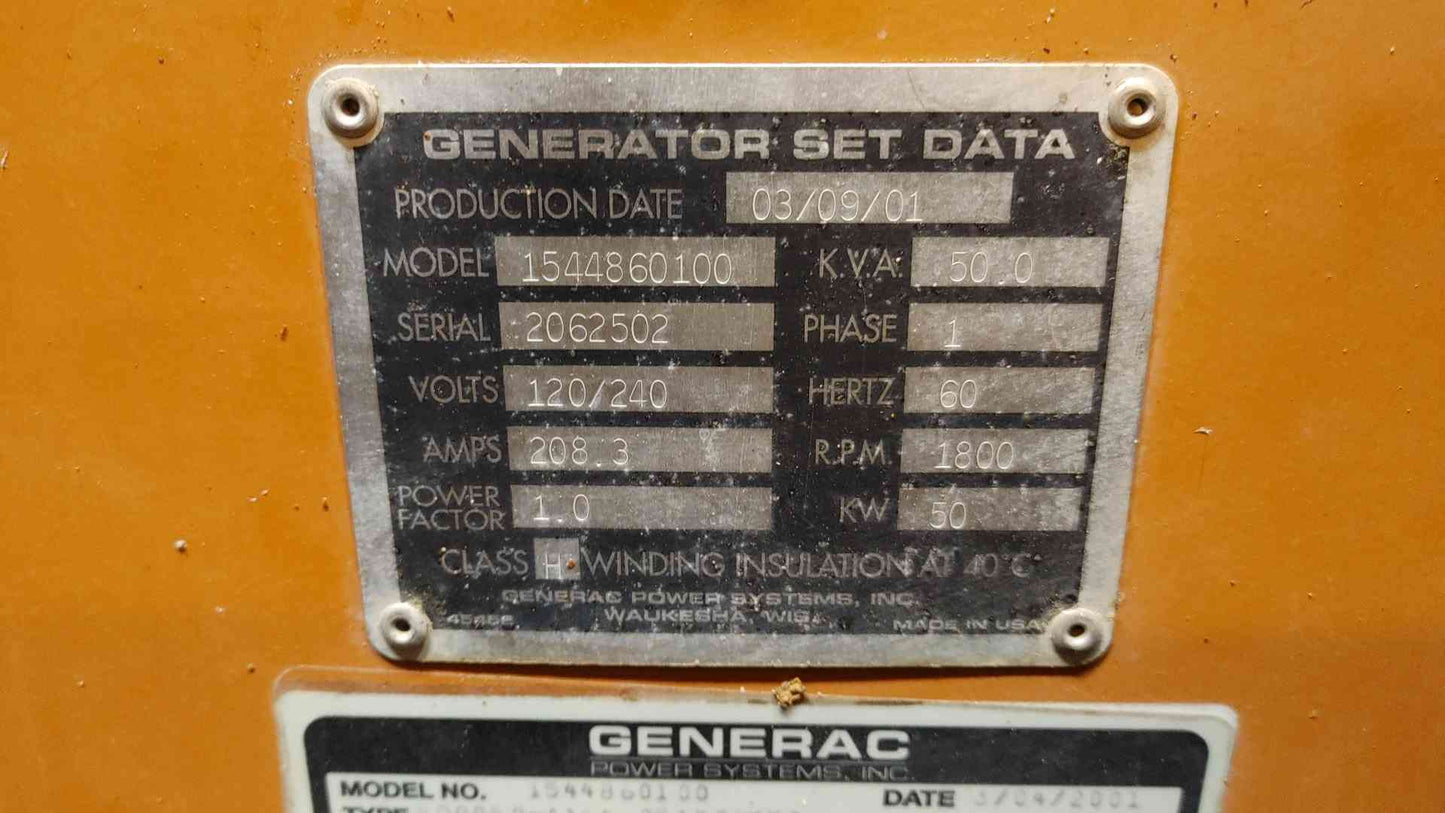 GENERATOR SET DATA
PRODUCTION DATE 03/09/01
MODEL 1544860100 K.V.A. 50.0
SERIAL 2062502 PHASE 1
VOLTS 120/240 HERTZ 60
AMPS 208.3 R.P.M. 1800
POWER FACTOR 1.0 KW 50
CLASS H WINDING INSULATION AT 40°C
GENERAC POWER SYSTEMS, INC.
WAUKESHA, WIS.
MADE IN USA
GENERAC
POWER SYSTEMS, INC.
MODEL NO. 1544860100 DATE 3/04/2001
TYPE